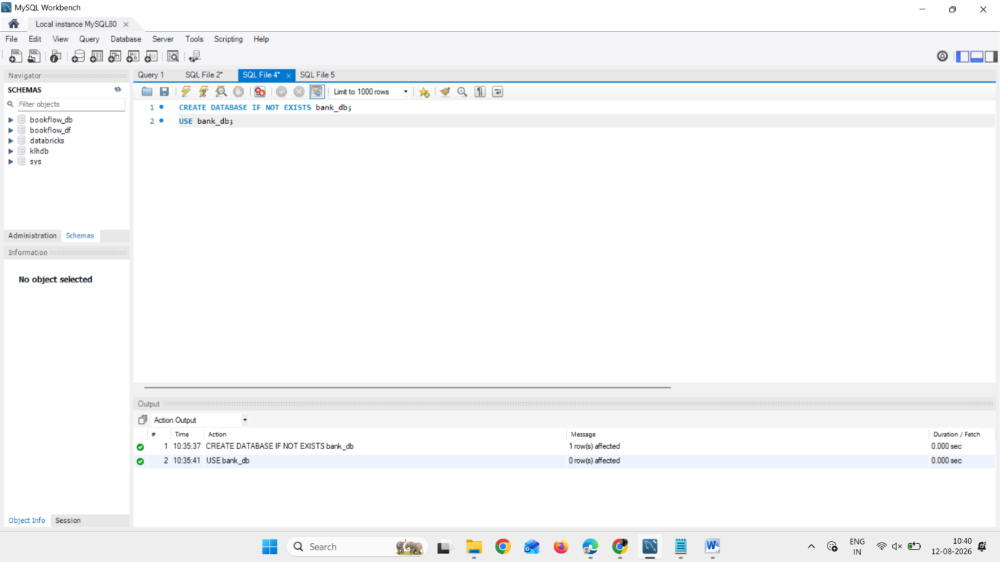 MySQL Workbench
Local instance MySQL80
File Edit View Query Database Server Tools Scripting Help
Navigator
SCHEMAS
Filter objects
bookflow_db
bookflow_df
databricks
klhdb
sys
Administration Schemas
Information
No object selected
Object Info Session
Query 1 SQL File 2* SQL File 4* SQL File 5
Limit to 1000 rows
1 CREATE DATABASE IF NOT EXISTS bank_db;
2 USE bank_db;
Output
Action Output
# Time Action Message Duration / Fetch
1 10:35:37 CREATE DATABASE IF NOT EXISTS bank_db 1 row(s) affected 0.000 sec
2 10:35:41 USE bank_db 0 row(s) affected 0.000 sec
Search
ENG
IN
10:40
12-08-2026